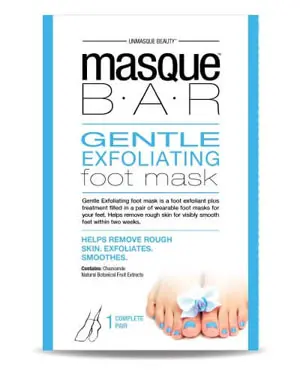 UNMASQUE BEAUTY™
masque™
B·A·R
GENTLE
EXFOLIATING
foot mask
Gentle Exfoliating foot mask is a foot exfoliant plus
treatment filled in a pair of wearable foot masks for
your feet. Helps remove rough skin for visibly smooth
feet within two weeks.
HELPS REMOVE ROUGH
SKIN. EXFOLIATES.
SMOOTHES.
Contains: Chamomile
Natural Botanical Fruit Extracts
1 COMPLETE
PAIR